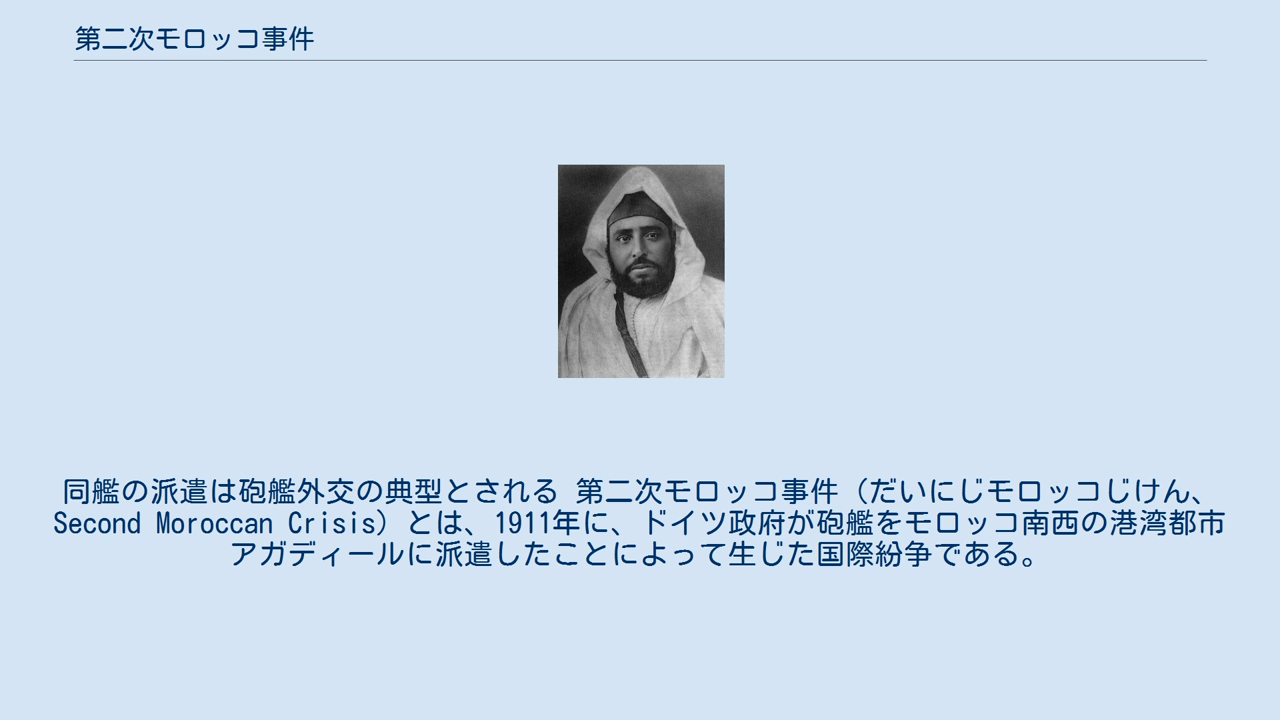 第二次モロッコ事件
同艦の派遣は砲艦外交の典型とされる 第二次モロッコ事件（だいにじモロッコじけん、
Second Moroccan Crisis）とは、1911年に、ドイツ政府が砲艦をモロッコ南西の港湾都市
アガディールに派遣したことによって生じた国際紛争である。